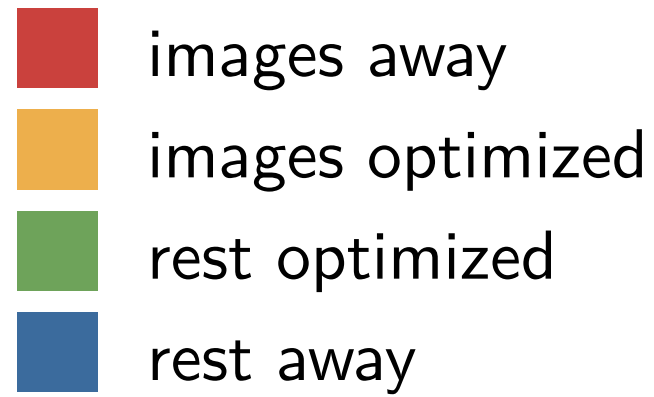 images away
images optimized
rest optimized
rest away